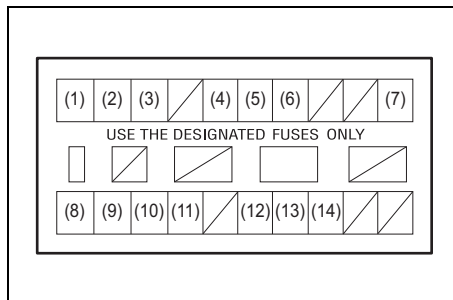 (1) (2) (3) (4) (5) (6) (7)
USE THE DESIGNATED FUSES ONLY
(8) (9) (10) (11) (12) (13) (14)